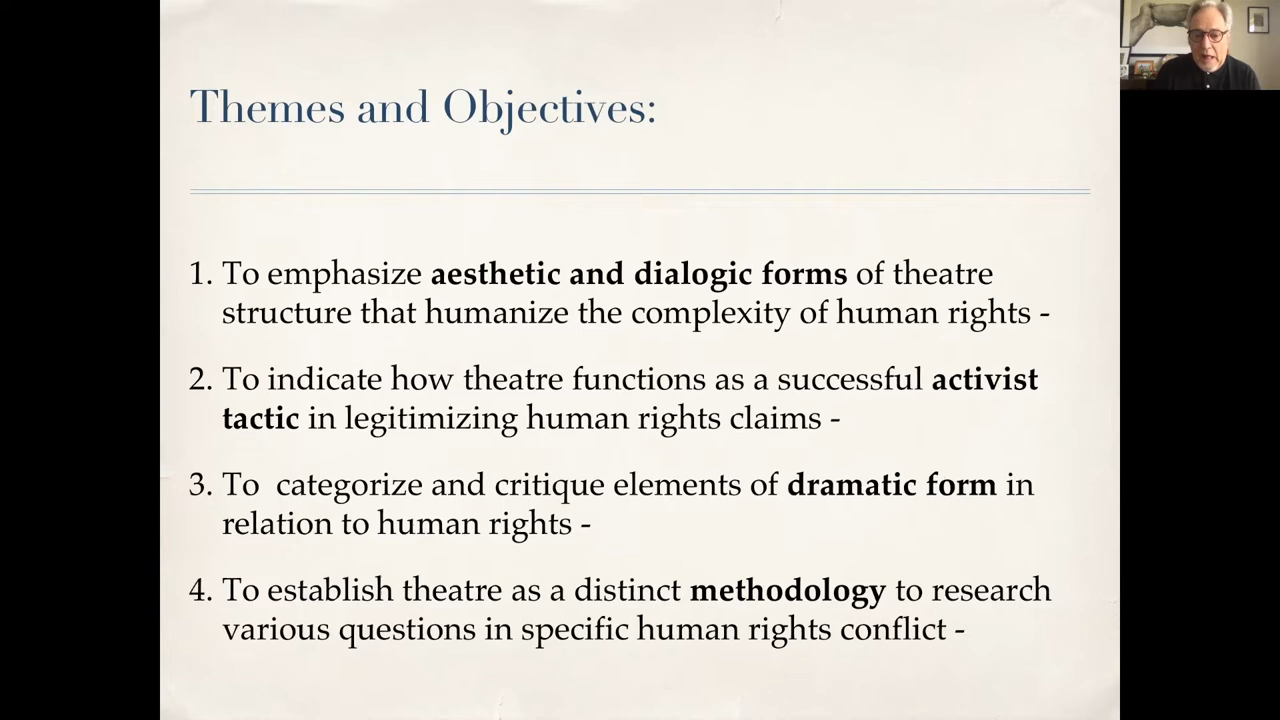 Themes and Objectives:
1. To emphasize aesthetic and dialogic forms of theatre
structure that humanize the complexity of human rights -
2. To indicate how theatre functions as a successful activist
tactic in legitimizing human rights claims -
3. To  categorize and critique elements of dramatic form in
relation to human rights -
4. To establish theatre as a distinct methodology to research
various questions in specific human rights conflict -